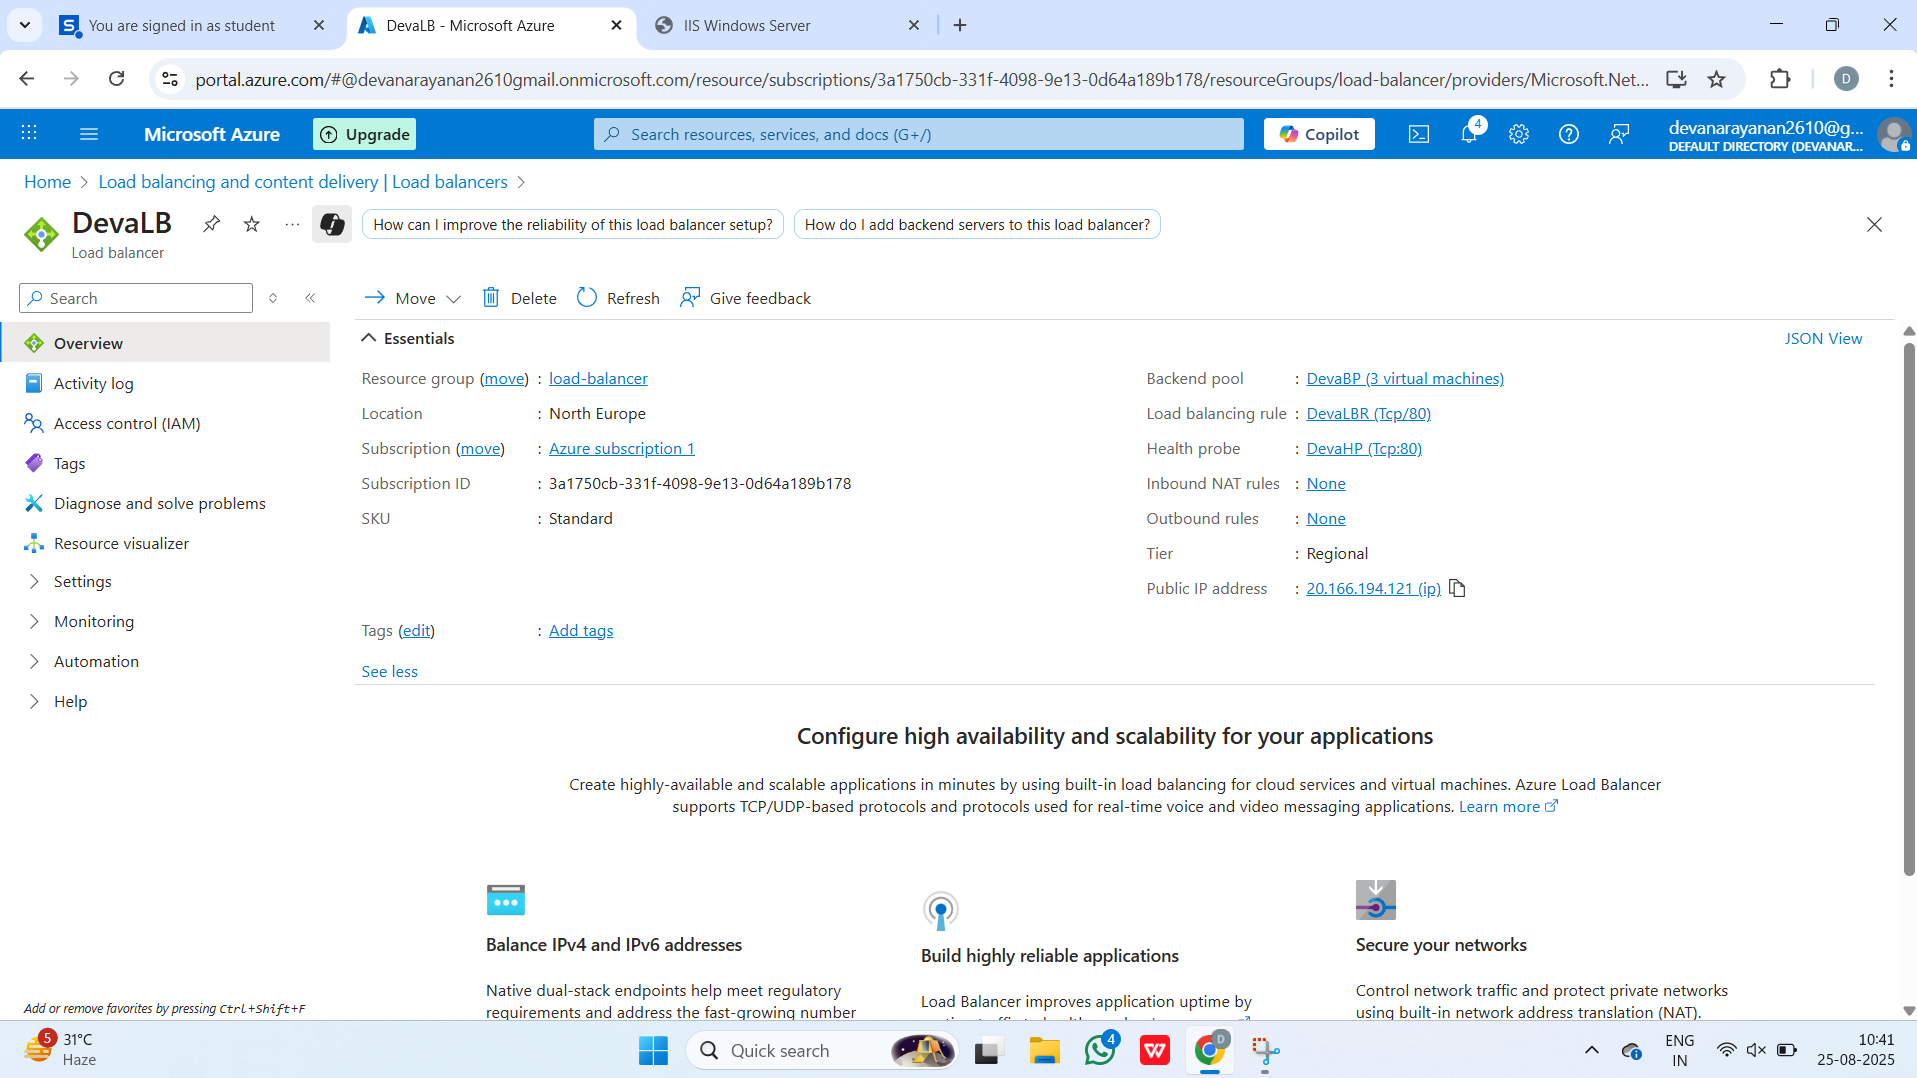 You are signed in as student
DevaLB - Microsoft Azure
IIS Windows Server
portal.azure.com/#@devanarayanan2610gmail.onmicrosoft.com/resource/subscriptions/3a1750cb-331f-4098-9e13-0d64a189b178/resourceGroups/load-balancer/providers/Microsoft.Net...
D
Microsoft Azure
Upgrade
Search resources, services, and docs (G+/)
Copilot
4
devanarayanan2610@g...
DEFAULT DIRECTORY (DEVANAR...
Home > Load balancing and content delivery | Load balancers >
DevaLB
Load balancer
How can I improve the reliability of this load balancer setup?
How do I add backend servers to this load balancer?
Search
Move
Delete
Refresh
Give feedback
Overview
Activity log
Access control (IAM)
Tags
Diagnose and solve problems
Resource visualizer
Settings
Monitoring
Automation
Help
Add or remove favorites by pressing Ctrl+Shift+F
Essentials
JSON View
Resource group (move) : load-balancer
Location : North Europe
Subscription (move) : Azure subscription 1
Subscription ID : 3a1750cb-331f-4098-9e13-0d64a189b178
SKU : Standard
Backend pool : DevaBP (3 virtual machines)
Load balancing rule : DevaLBR (Tcp/80)
Health probe : DevaHP (Tcp:80)
Inbound NAT rules : None
Outbound rules : None
Tier : Regional
Public IP address : 20.166.194.121 (ip)
Tags (edit) : Add tags
See less
Configure high availability and scalability for your applications
Create highly-available and scalable applications in minutes by using built-in load balancing for cloud services and virtual machines. Azure Load Balancer
supports TCP/UDP-based protocols and protocols used for real-time voice and video messaging applications. Learn more
Balance IPv4 and IPv6 addresses
Native dual-stack endpoints help meet regulatory
requirements and address the fast-growing number
Build highly reliable applications
Load Balancer improves application uptime by
Secure your networks
Control network traffic and protect private networks
using built-in network address translation (NAT).
5
31°C
Haze
Quick search
4
D
ENG
IN
10:41
25-08-2025